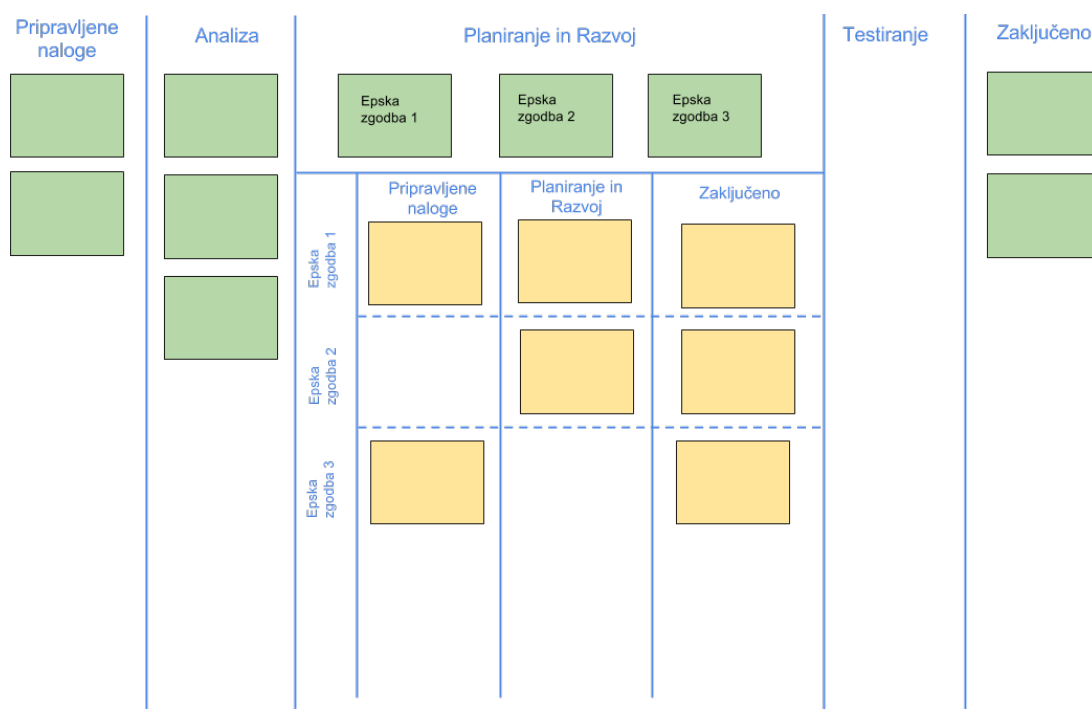 Pripravljene
naloge
Analiza
Planiranje in Razvoj
Testiranje
Zaključeno
Epska
zgodba 1
Epska
zgodba 2
Epska
zgodba 3
Pripravljene
naloge
Planiranje in
Razvoj
Zaključeno
Epska
zgodba 1
Epska
zgodba 2
Epska
zgodba 3